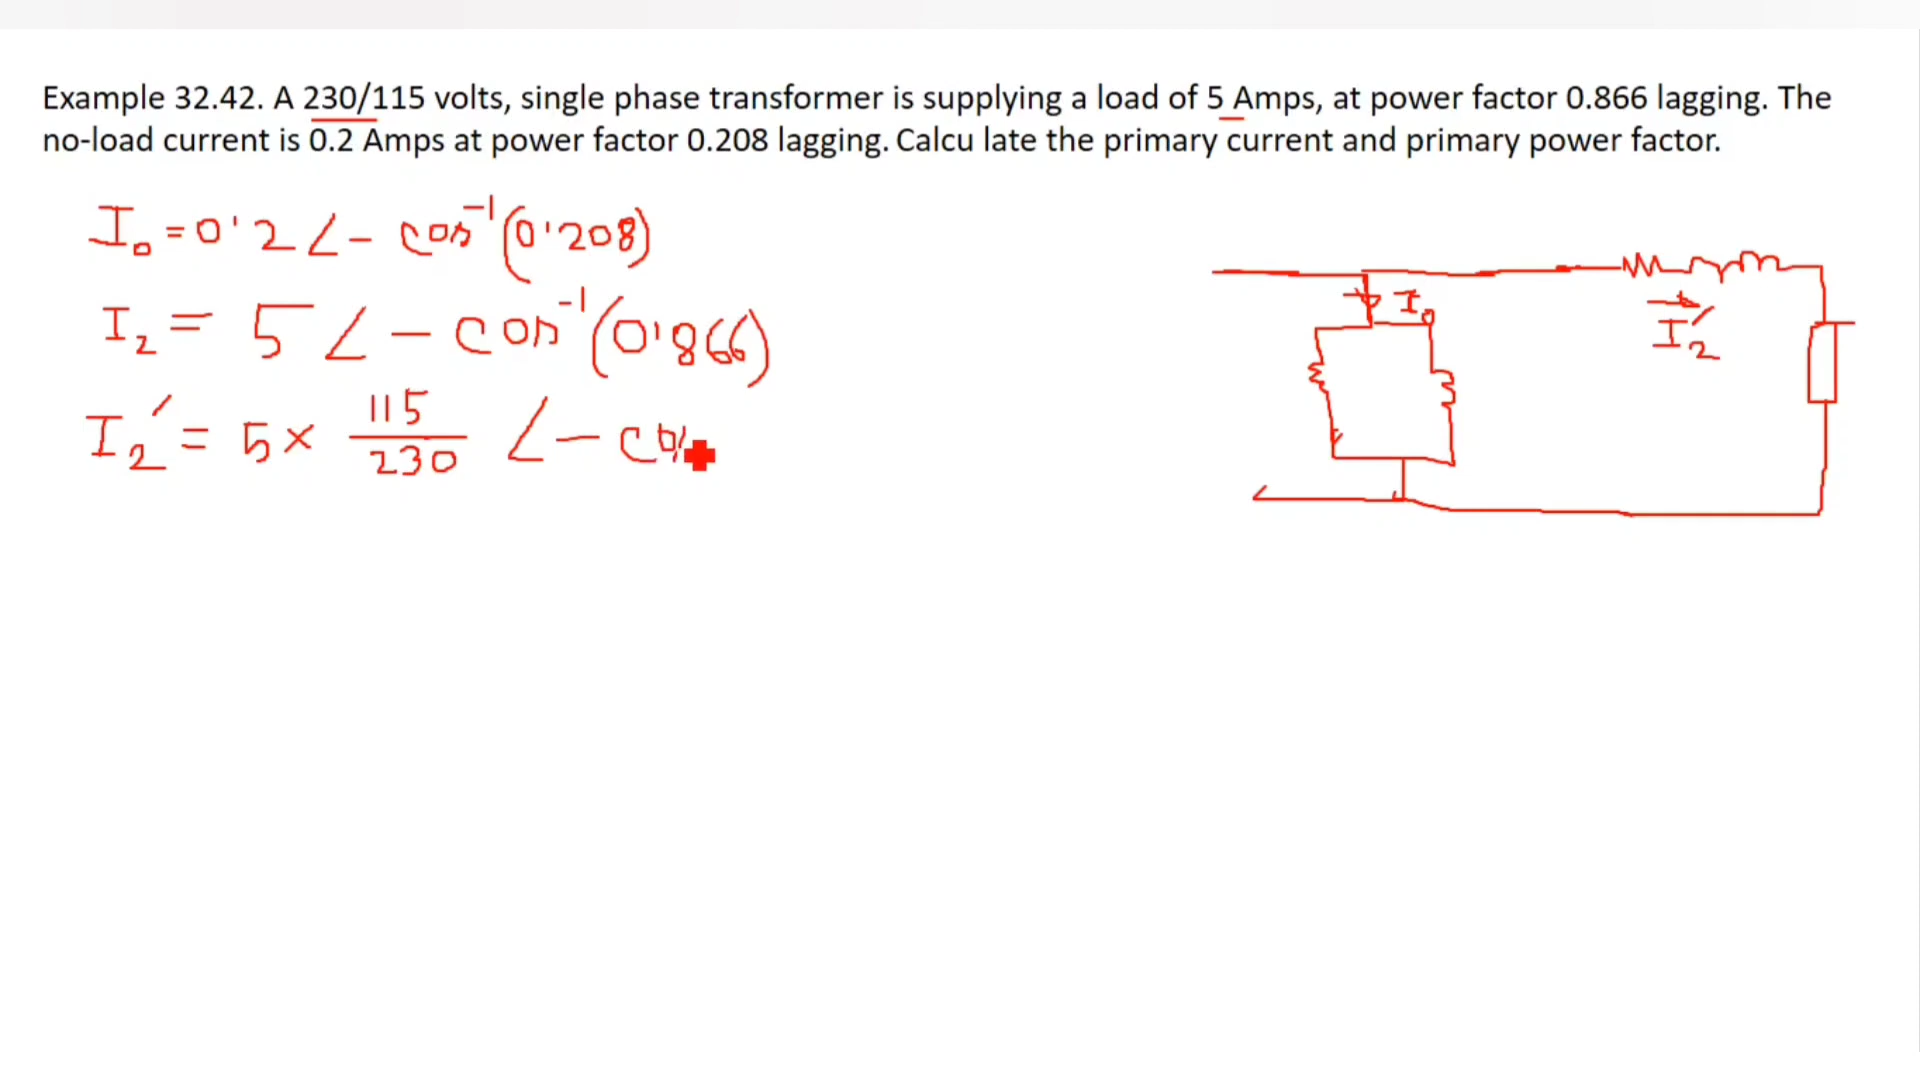 Example 32.42. A 230/115 volts, single phase transformer is supplying a load of 5 Amps, at power factor 0.866 lagging. The
no-load current is 0.2 Amps at power factor 0.208 lagging. Calcu late the primary current and primary power factor.
I₀ = 0.2 ∠- cos⁻¹(0.208)
I₂ = 5 ∠- cos⁻¹(0.866)
I₂′ = 5 × 115/230 ∠- co
I₀
I₂′